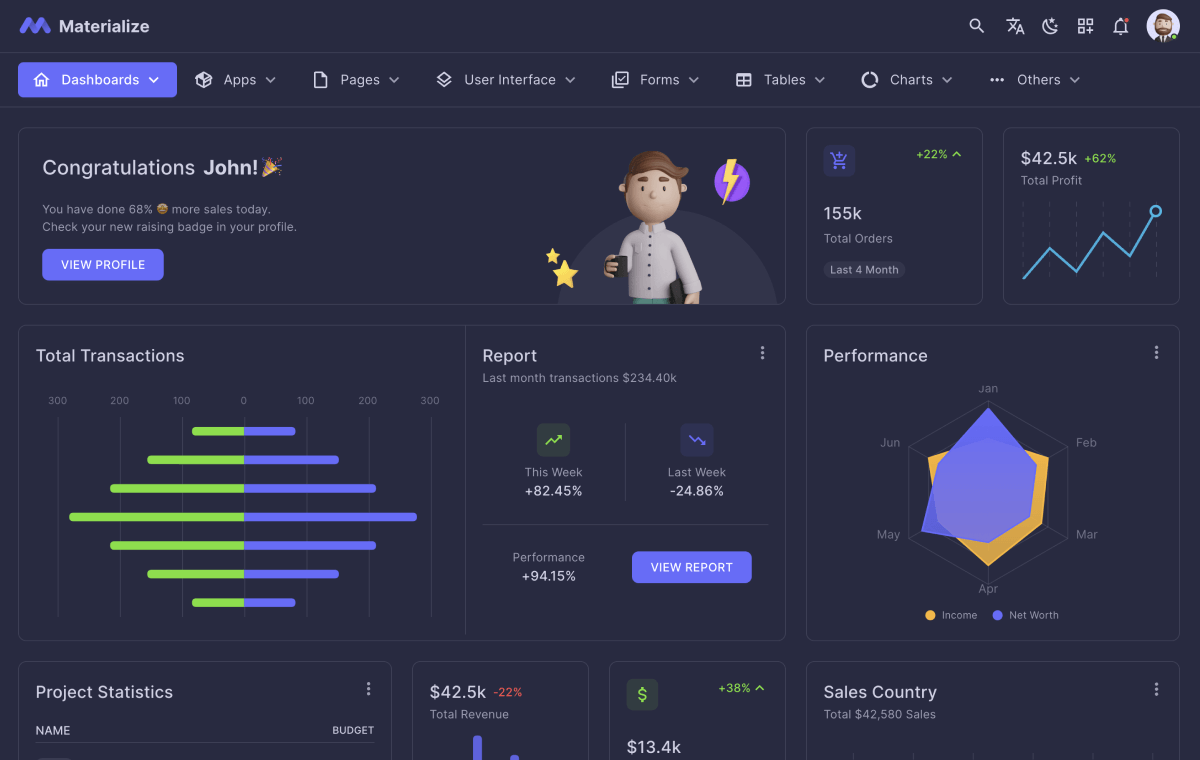 Materialize
Dashboards
Apps
Pages
User Interface
Forms
Tables
Charts
Others
Congratulations John!🎉
You have done 68% 🤩 more sales today.
Check your new raising badge in your profile.
VIEW PROFILE
+22%
155k
Total Orders
Last 4 Month
$42.5k +62%
Total Profit
Total Transactions
300 200 100 0 100 200 300
Report
Last month transactions $234.40k
This Week
+82.45%
Last Week
-24.86%
Performance
+94.15%
VIEW REPORT
Performance
Jan
Feb
Mar
Apr
May
Jun
Income
Net Worth
Project Statistics
NAME
BUDGET
$42.5k -22%
Total Revenue
$
+38%
$13.4k
Sales Country
Total $42,580 Sales